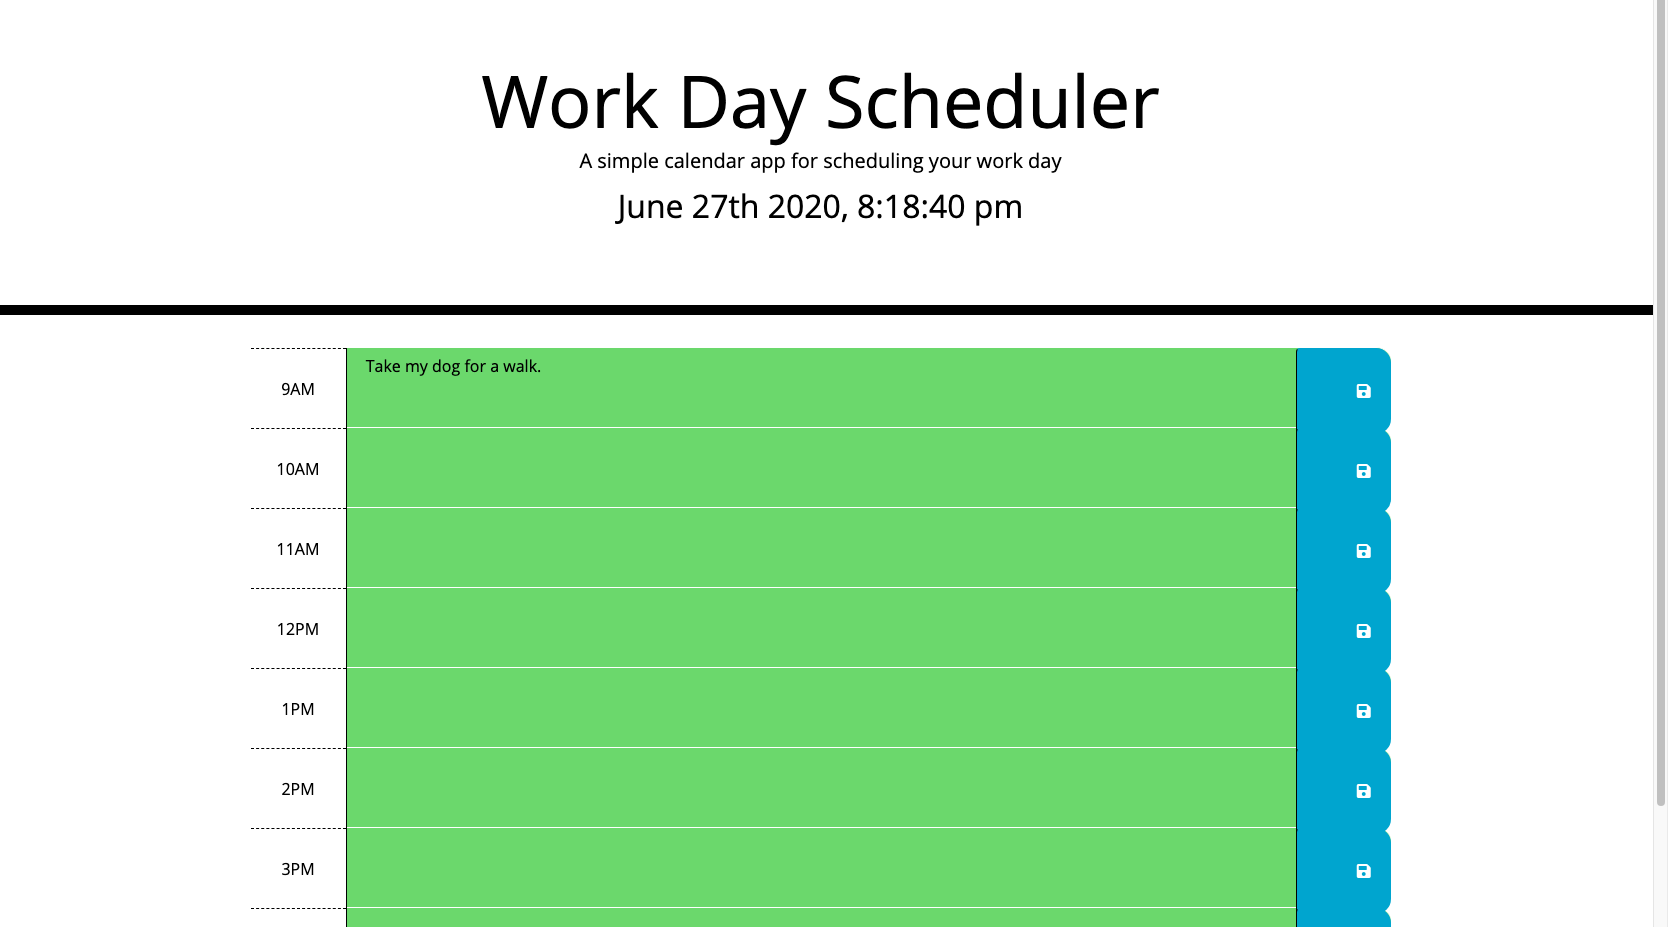 Work Day Scheduler
A simple calendar app for scheduling your work day
June 27th 2020, 8:18:40 pm
9AM
Take my dog for a walk.
10AM
11AM
12PM
1PM
2PM
3PM